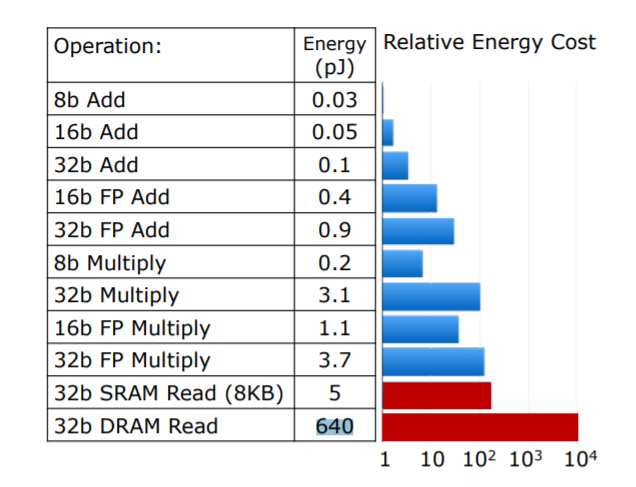 Operation: Energy (pJ) Relative Energy Cost
8b Add 0.03
16b Add 0.05
32b Add 0.1
16b FP Add 0.4
32b FP Add 0.9
8b Multiply 0.2
32b Multiply 3.1
16b FP Multiply 1.1
32b FP Multiply 3.7
32b SRAM Read (8KB) 5
32b DRAM Read 640
1 10 10² 10³ 10⁴